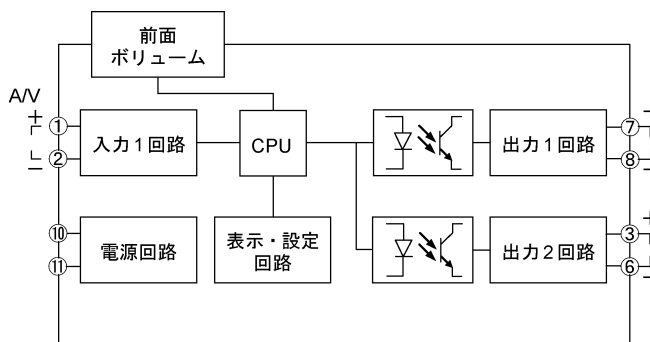 前面
ボリューム
A/V
+
① 入力1回路 CPU 出力1回路 ⑦
② ⑧
−
⑩ 電源回路 表示・設定
回路 出力2回路 ③
⑪ ⑥
+
−